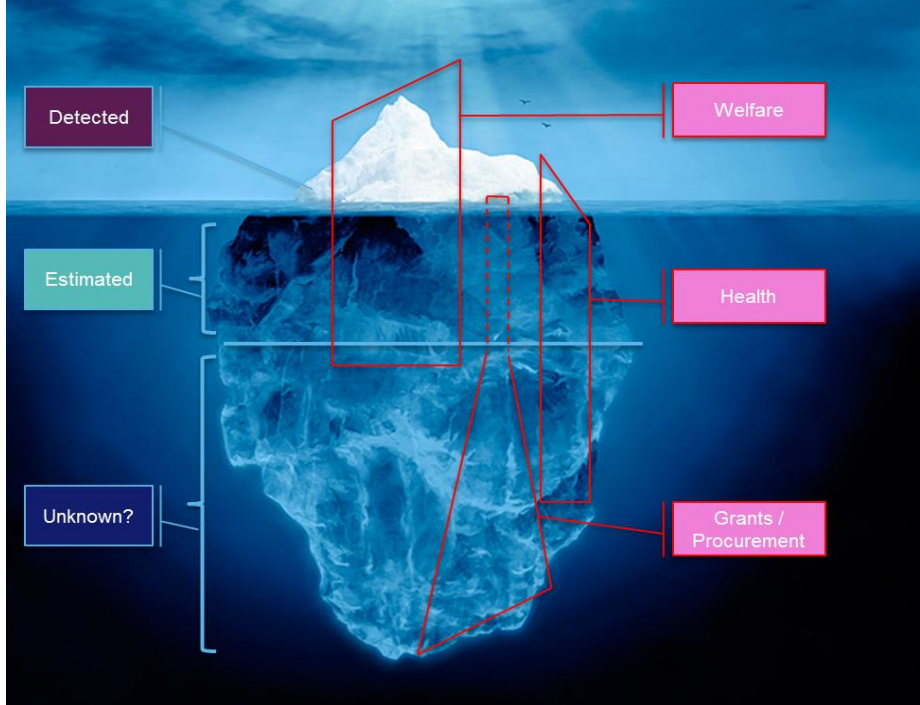 Detected
Welfare
Estimated
Health
Unknown?
Grants /
Procurement